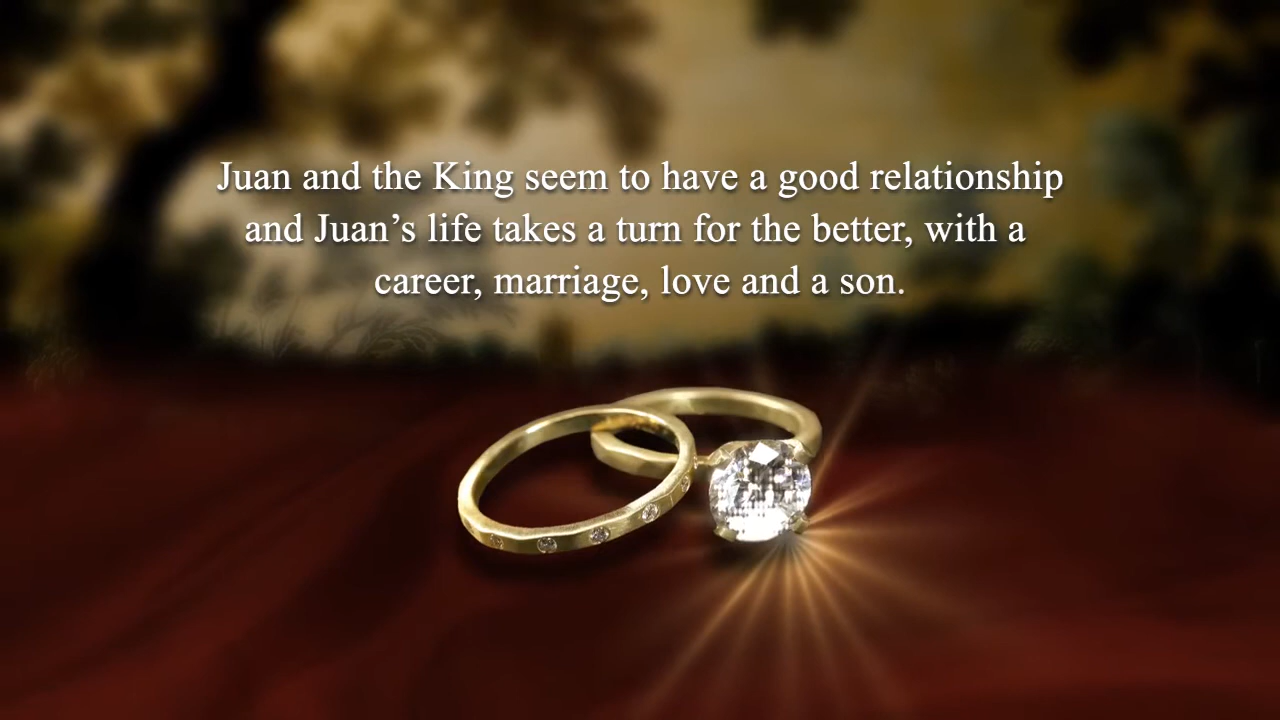 Juan and the King seem to have a good relationship
and Juan’s life takes a turn for the better, with a
career, marriage, love and a son.